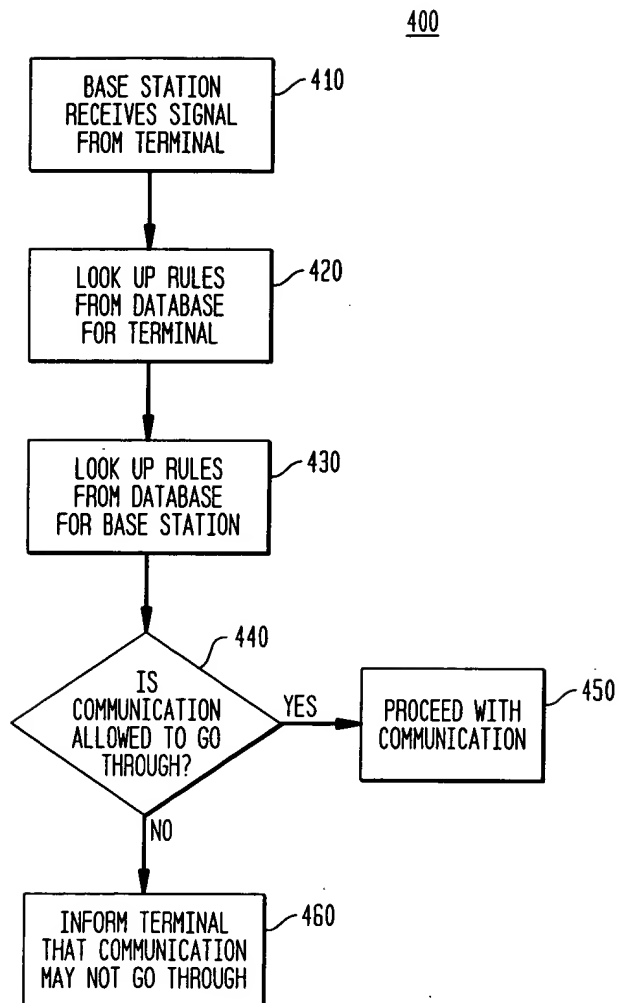 400
BASE STATION
RECEIVES SIGNAL
FROM TERMINAL
410
LOOK UP RULES
FROM DATABASE
FOR TERMINAL
420
LOOK UP RULES
FROM DATABASE
FOR BASE STATION
430
IS
COMMUNICATION
ALLOWED TO GO
THROUGH?
440
YES
PROCEED WITH
COMMUNICATION
450
NO
INFORM TERMINAL
THAT COMMUNICATION
MAY NOT GO THROUGH
460